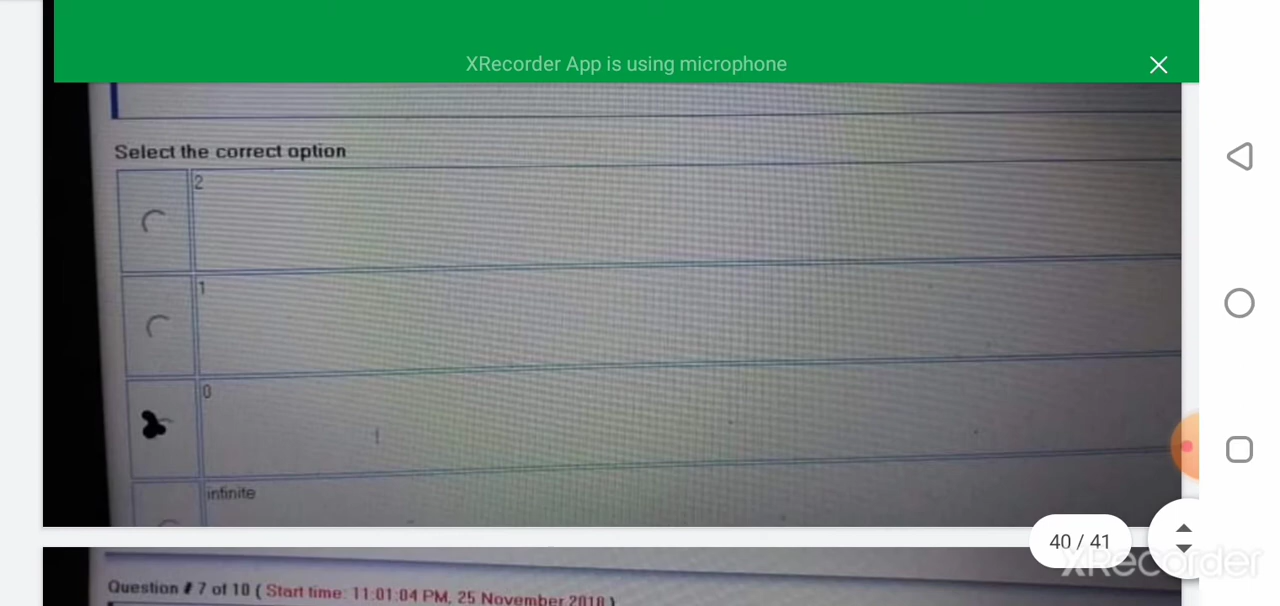 XRecorder App is using microphone
Select the correct option
2
1
0
infinite
40 / 41
XRecorder
Question # 7 of 10 ( Start time: 11:01:04 PM, 25 November 2018 )